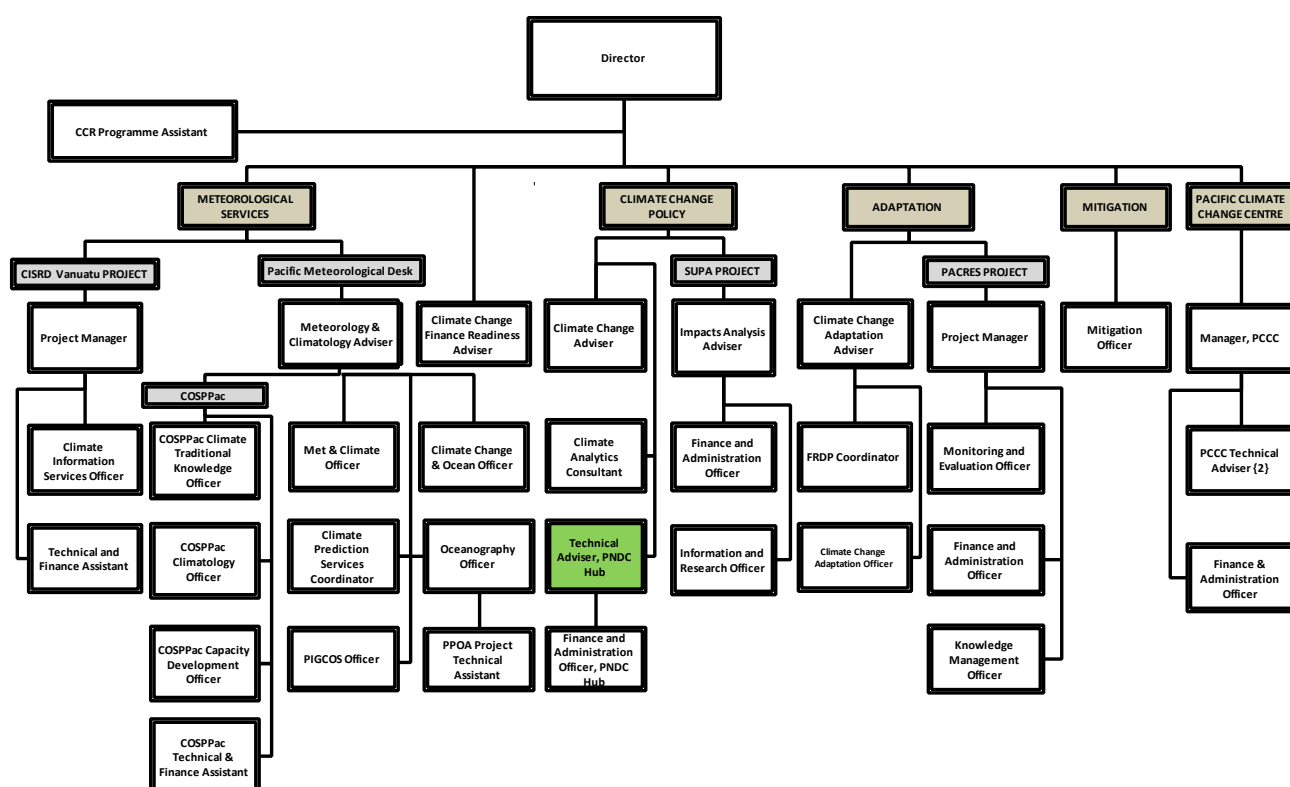 Director
CCR Programme Assistant
METEOROLOGICAL
SERVICES
CLIMATE CHANGE
POLICY
ADAPTATION
MITIGATION
PACIFIC CLIMATE
CHANGE CENTRE
CISRD Vanuatu PROJECT
Pacific Meteorological Desk
SUPA PROJECT
PACRES PROJECT
Project Manager
Meteorology &
Climatology Adviser
Climate Change
Finance Readiness
Adviser
Climate Change
Adviser
Impacts Analysis
Adviser
Climate Change
Adaptation
Adviser
Project Manager
Mitigation
Officer
Manager, PCCC
COSPPac
Climate
Information
Services Officer
COSPPac Climate
Traditional
Knowledge
Officer
Met & Climate
Officer
Climate Change
& Ocean Officer
Climate
Analytics
Consultant
Finance and
Administration
Officer
FRDP Coordinator
Monitoring and
Evaluation Officer
PCCC Technical
Adviser {2}
Technical and
Finance Assistant
COSPPac
Climatology
Officer
Climate
Prediction
Services
Coordinator
Oceanography
Officer
Technical
Adviser, PNDC
Hub
Information and
Research Officer
Climate Change
Adaptation Officer
Finance and
Administration
Officer
Finance &
Administration
Officer
COSPPac Capacity
Development
Officer
PIGCOS Officer
PPOA Project
Technical
Assistant
Finance and
Administration
Officer, PNDC
Hub
Knowledge
Management
Officer
COSPPac
Technical &
Finance Assistant